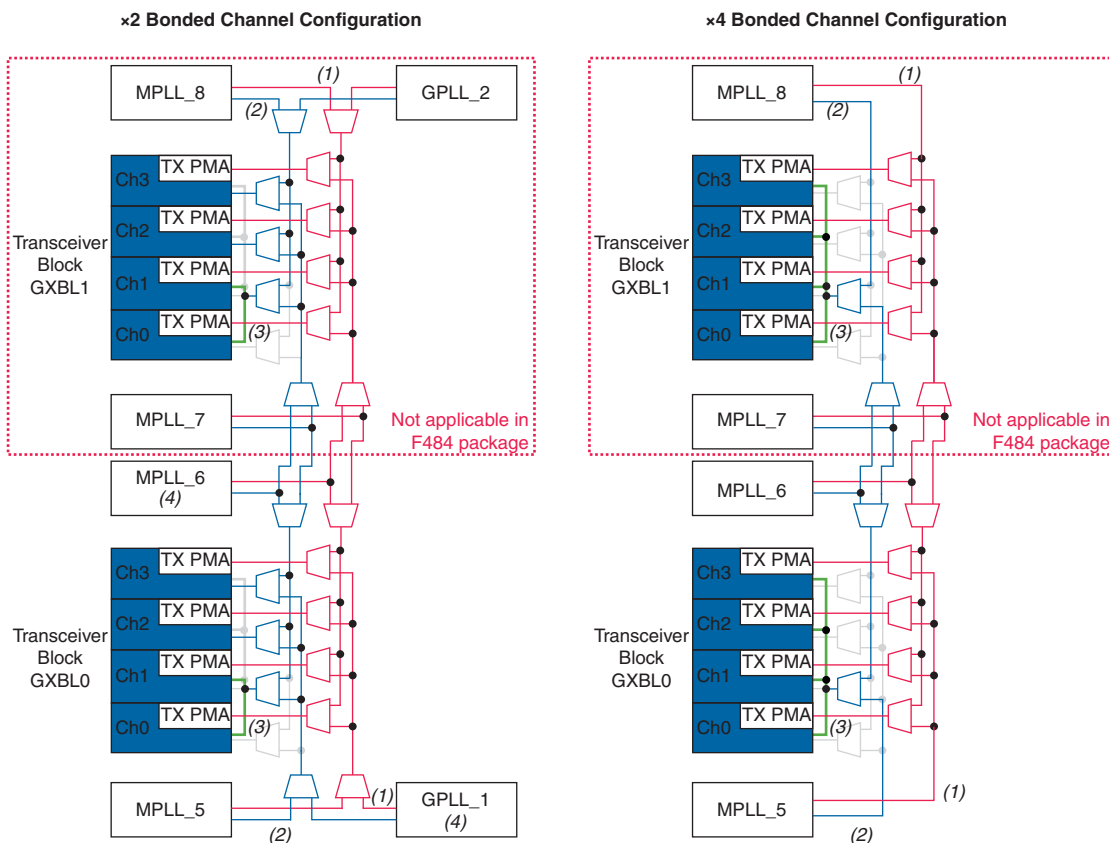 ×2 Bonded Channel Configuration
MPLL_8
(1)
(2)
GPLL_2
Transceiver
Block
GXBL1
Ch3
TX PMA
Ch2
TX PMA
Ch1
TX PMA
Ch0
TX PMA
(3)
MPLL_7
Not applicable in
F484 package
MPLL_6
(4)
Transceiver
Block
GXBL0
Ch3
TX PMA
Ch2
TX PMA
Ch1
TX PMA
Ch0
TX PMA
(3)
MPLL_5
(2)
(1)
GPLL_1
(4)
×4 Bonded Channel Configuration
MPLL_8
(1)
(2)
Transceiver
Block
GXBL1
Ch3
TX PMA
Ch2
TX PMA
Ch1
TX PMA
Ch0
TX PMA
(3)
MPLL_7
Not applicable in
F484 package
MPLL_6
Transceiver
Block
GXBL0
Ch3
TX PMA
Ch2
TX PMA
Ch1
TX PMA
Ch0
TX PMA
(3)
MPLL_5
(1)
(2)